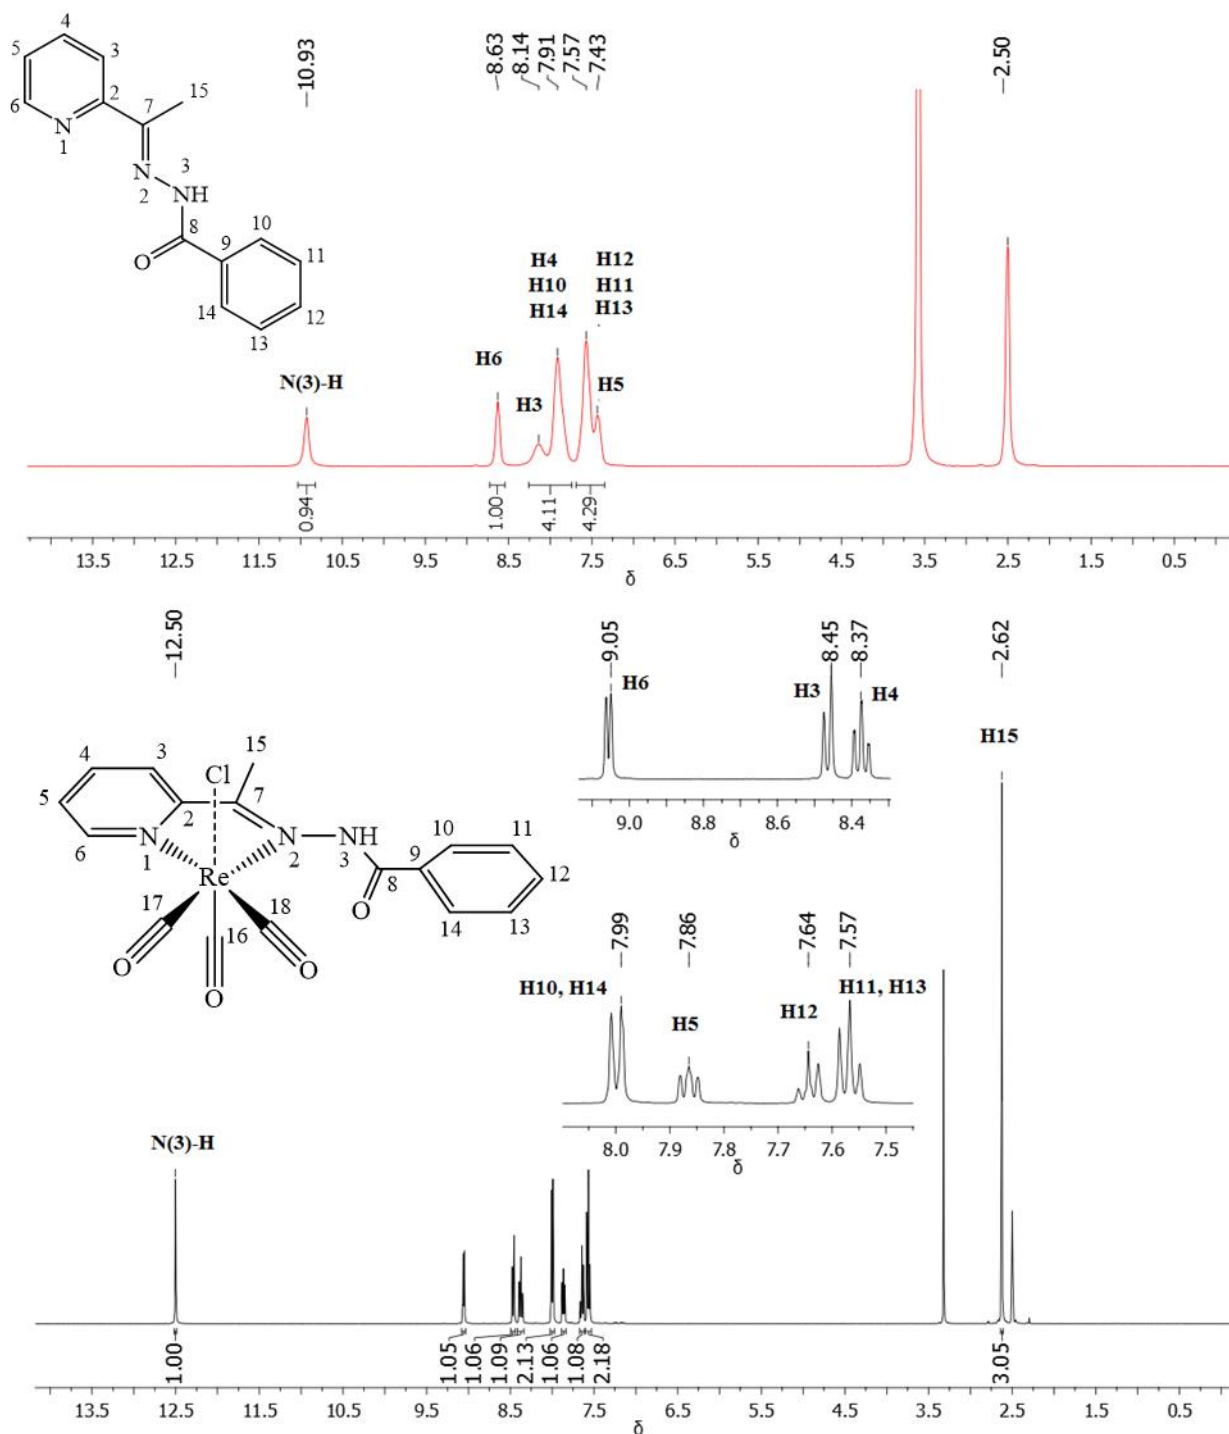 10.93
8.63
8.14
7.91
7.57
7.43
2.50
4
5
3
6
2
7
15
N
1
N
2
3
NH
8
O
9
10
11
12
13
14
N(3)-H
H6
H3
H4
H10
H14
H12
H11
H13
H5
0.94
1.00
4.11
4.29
13.5 12.5 11.5 10.5 9.5 8.5 7.5 6.5 5.5 4.5 3.5 2.5 1.5 0.5
δ
12.50
9.05
8.45
8.37
2.62
H6
H3
H4
H15
9.0 8.8 8.6 8.4
δ
4
5
3
6
2
15
Cl
7
N
1
N
2
NH
3
Re
8
O
9
10
11
12
13
14
17
16
18
O
O
O
7.99
7.86
7.64
7.57
H10, H14
H5
H12
H11, H13
8.0 7.9 7.8 7.7 7.6 7.5
δ
N(3)-H
1.00
1.05
1.06
1.09
2.13
1.06
1.08
2.18
3.05
13.5 12.5 11.5 10.5 9.5 8.5 7.5 6.5 5.5 4.5 3.5 2.5 1.5 0.5
δ